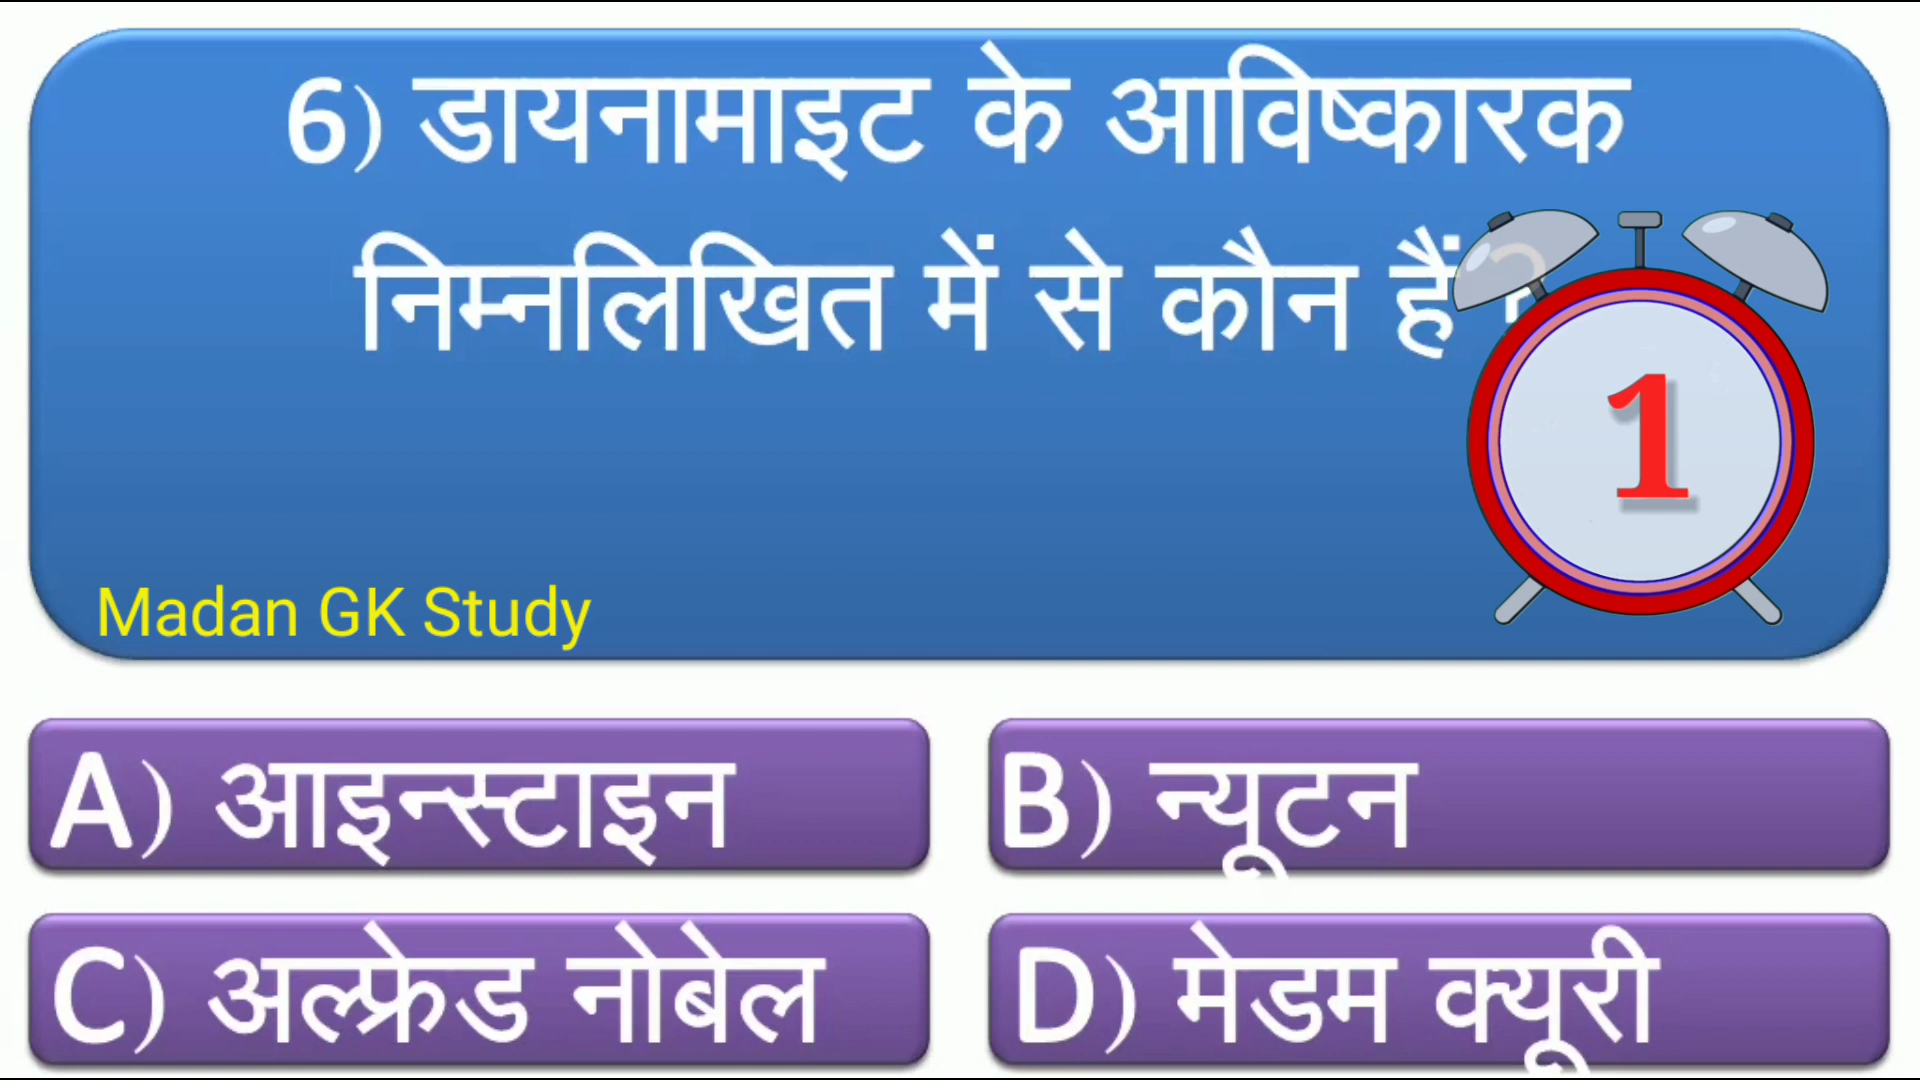 6) डायनामाइट के आविष्कारक
निम्नलिखित में से कौन हैं ?
1
Madan GK Study
A) आइन्स्टाइन
B) न्यूटन
C) अल्फ्रेड नोबेल
D) मेडम क्यूरी